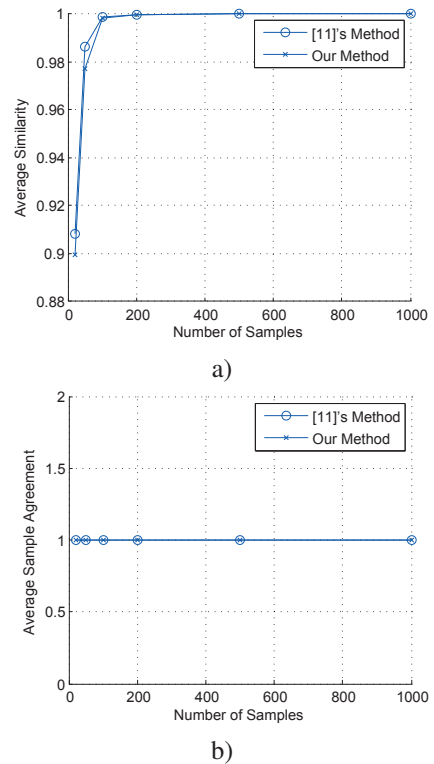 1
0.98
0.96
0.94
0.92
0.9
0.88
0 200 400 600 800 1000
Average Similarity
Number of Samples
[11]'s Method
Our Method
a)
2
1.5
1
0.5
0
0 200 400 600 800 1000
Average Sample Agreement
Number of Samples
[11]'s Method
Our Method
b)